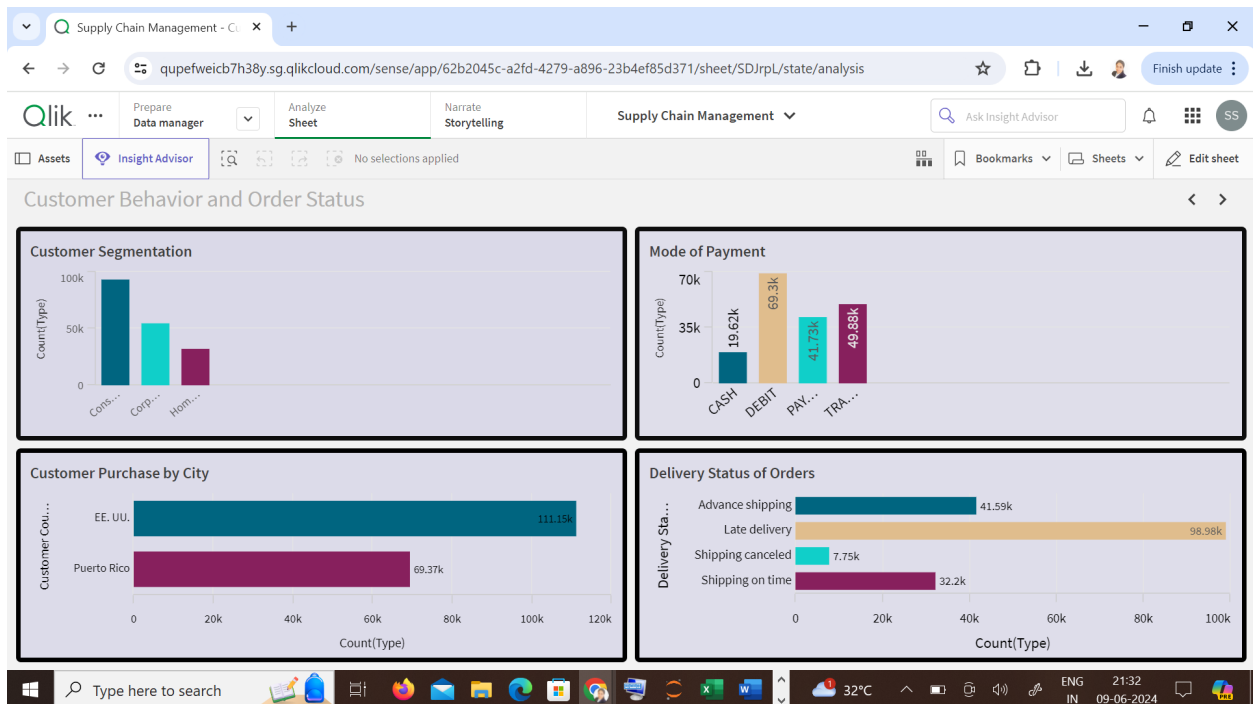 Supply Chain Management - Cu
qupefweicb7h38y.sg.qlikcloud.com/sense/app/62b2045c-a2fd-4279-a896-23b4ef85d371/sheet/SDJrpL/state/analysis
Finish update
Qlik
Prepare
Data manager
Analyze
Sheet
Narrate
Storytelling
Supply Chain Management
Ask Insight Advisor
SS
Assets
Insight Advisor
No selections applied
Bookmarks
Sheets
Edit sheet
Customer Behavior and Order Status
Customer Segmentation
100k
50k
0
Count(Type)
Cons...
Corp...
Hom...
Mode of Payment
70k
35k
0
Count(Type)
19.62k
69.3k
41.73k
49.88k
CASH
DEBIT
PAY...
TRA...
Customer Purchase by City
Customer Cou...
EE. UU.
111.15k
Puerto Rico
69.37k
0 20k 40k 60k 80k 100k 120k
Count(Type)
Delivery Status of Orders
Delivery Sta...
Advance shipping 41.59k
Late delivery 98.98k
Shipping canceled 7.75k
Shipping on time 32.2k
0 20k 40k 60k 80k 100k
Count(Type)
Type here to search
1
32°C
ENG
IN
21:32
09-06-2024
PRE